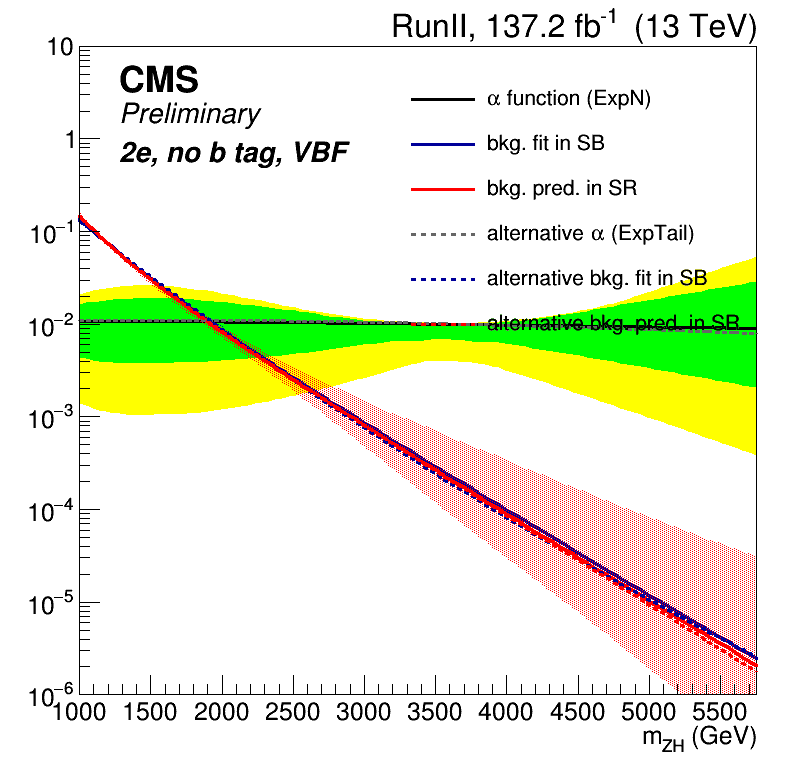 RunII, 137.2 fb⁻¹ (13 TeV)
CMS
Preliminary
2e, no b tag, VBF
α function (ExpN)
bkg. fit in SB
bkg. pred. in SR
alternative α (ExpTail)
alternative bkg. fit in SB
alternative bkg. pred. in SR
10
1
10⁻¹
10⁻²
10⁻³
10⁻⁴
10⁻⁵
10⁻⁶
1000 1500 2000 2500 3000 3500 4000 4500 5000 5500
m_ZH (GeV)